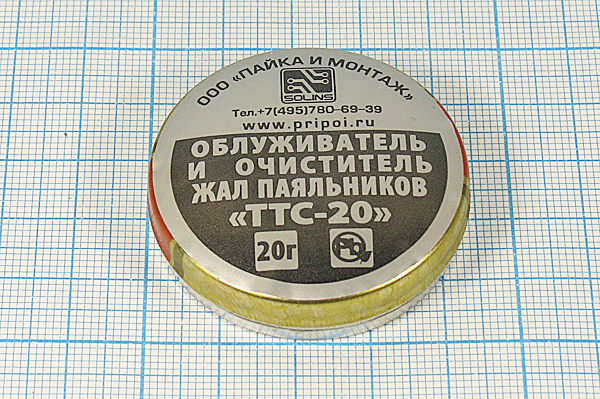 ООО «ПАЙКА И МОНТАЖ»
SOLINS
Тел.+7(495)780-69-39
www.pripoi.ru
ОБЛУЖИВАТЕЛЬ
И ОЧИСТИТЕЛЬ
ЖАЛ ПАЯЛЬНИКОВ
«ТТС-20»
20г
Pb